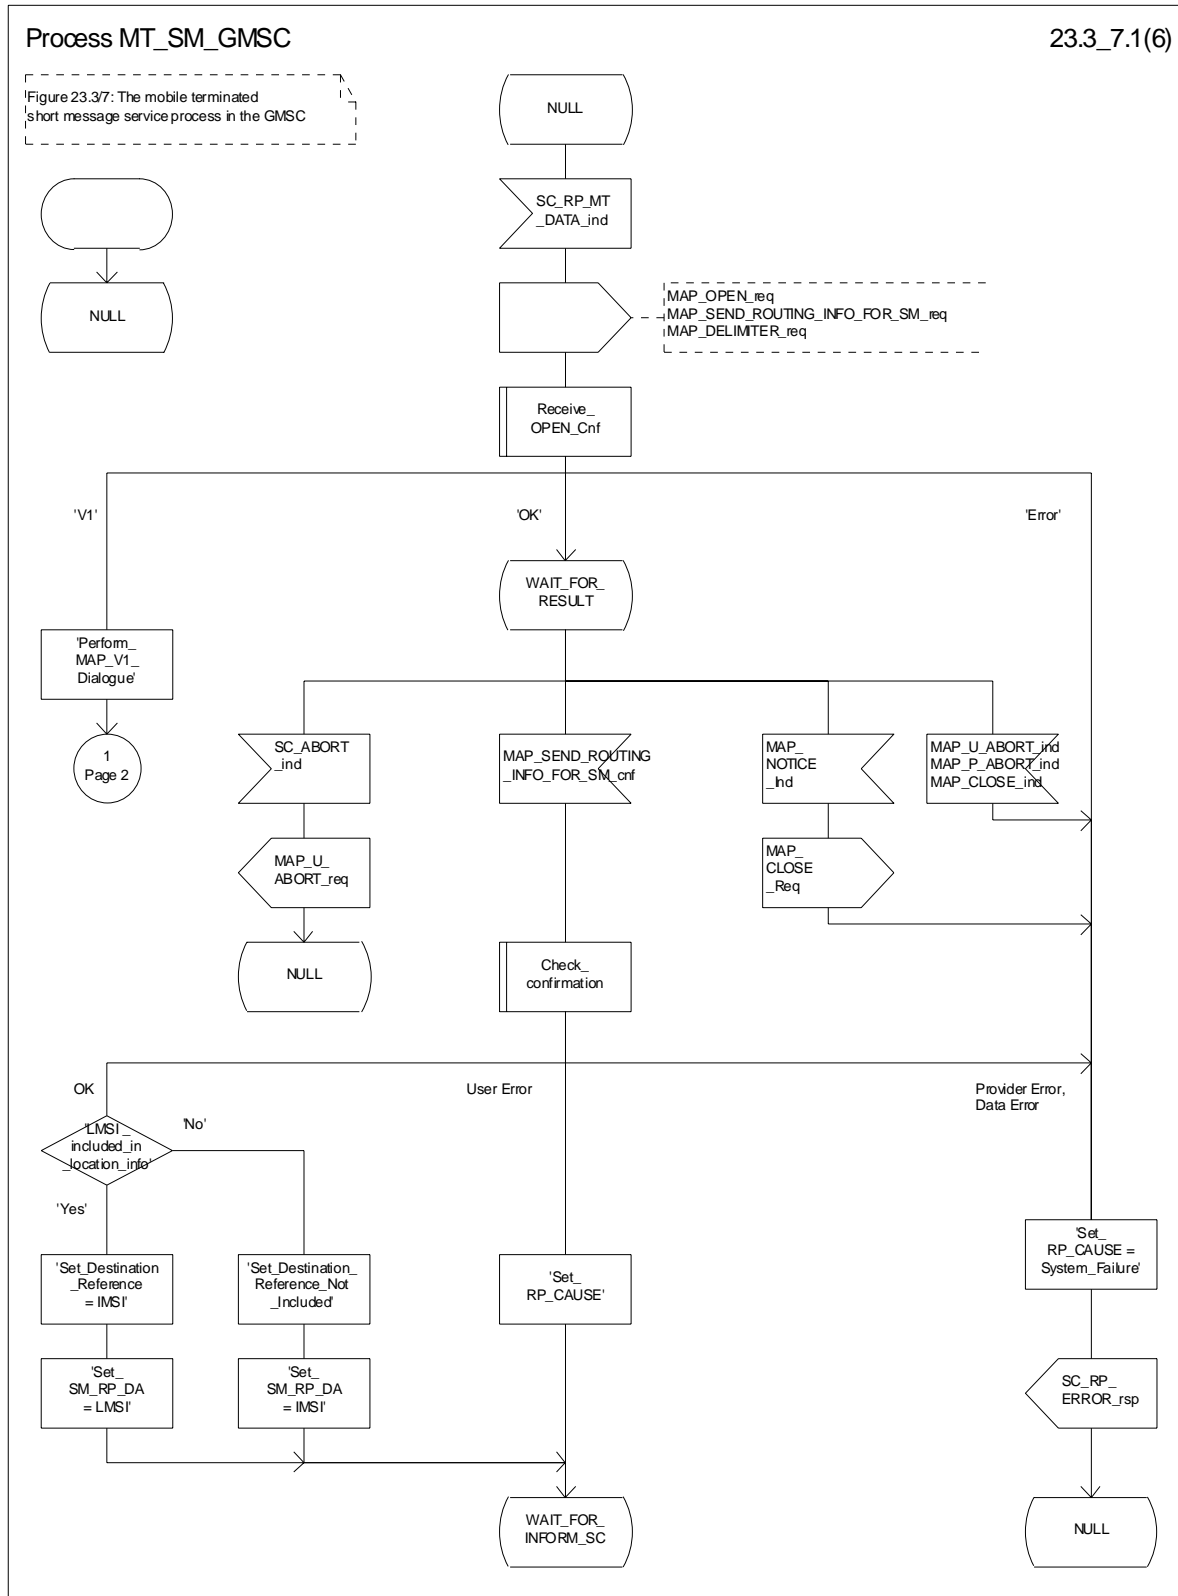 Process MT_SM_GMSC
23.3_7.1(6)
Figure 23.3/7: The mobile terminated
short message service process in the GMSC
NULL
SC_RP_MT
_DATA_ind
NULL
MAP_OPEN_req
MAP_SEND_ROUTING_INFO_FOR_SM_req
MAP_DELIMITER_req
Receive_
OPEN_Cnf
'V1'
'OK'
'Error'
WAIT_FOR_
RESULT
'Perform_
MAP_V1_
Dialogue'
1
Page 2
SC_ABORT
_ind
MAP_SEND_ROUTING
_INFO_FOR_SM_cnf
MAP_
NOTICE
_Ind
MAP_U_ABORT_ind
MAP_P_ABORT_ind
MAP_CLOSE_ind
MAP_U_
ABORT_req
MAP_
CLOSE
_Req
NULL
Check_
confirmation
OK
User Error
Provider Error,
Data Error
'LMSI_
included_in
_location_info'
'No'
'Yes'
'Set_Destination
_Reference
= IMSI'
'Set_Destination_
Reference_Not
_Included'
'Set_
RP_CAUSE'
'Set_
RP_CAUSE =
System_Failure'
'Set_
SM_RP_DA
= LMSI'
'Set_
SM_RP_DA
= IMSI'
SC_RP_
ERROR_rsp
WAIT_FOR_
INFORM_SC
NULL